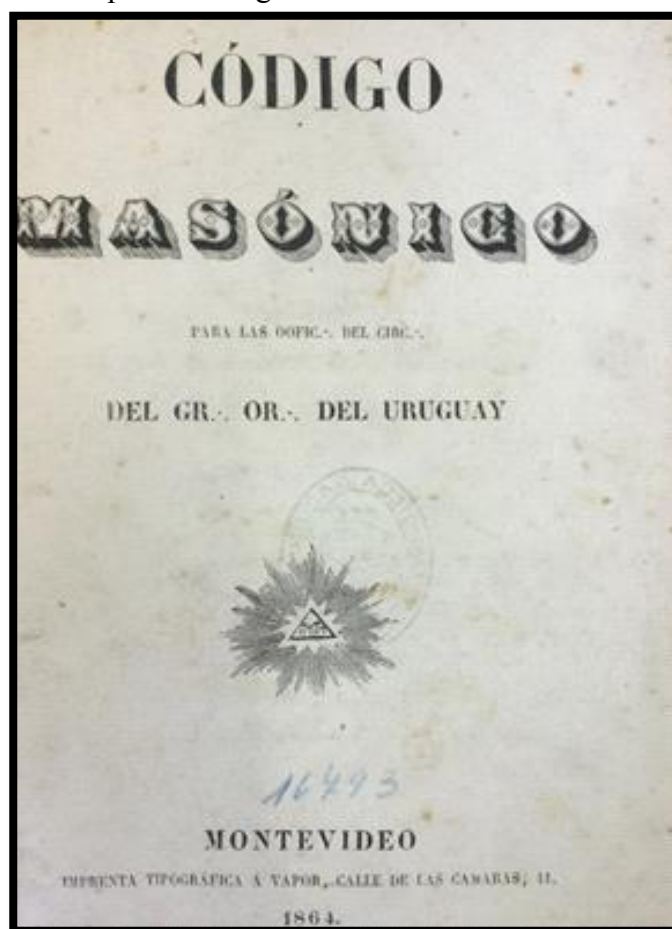 CÓDIGO
MASÓNICO
PARA LAS OOFIC.·. DEL CIRC.·.
DEL GR.·. OR.·. DEL URUGUAY
16493
MONTEVIDEO
IMPRENTA TIPOGRÁFICA Á VAPOR, CALLE DE LAS CAMARAS, 41.
1864.